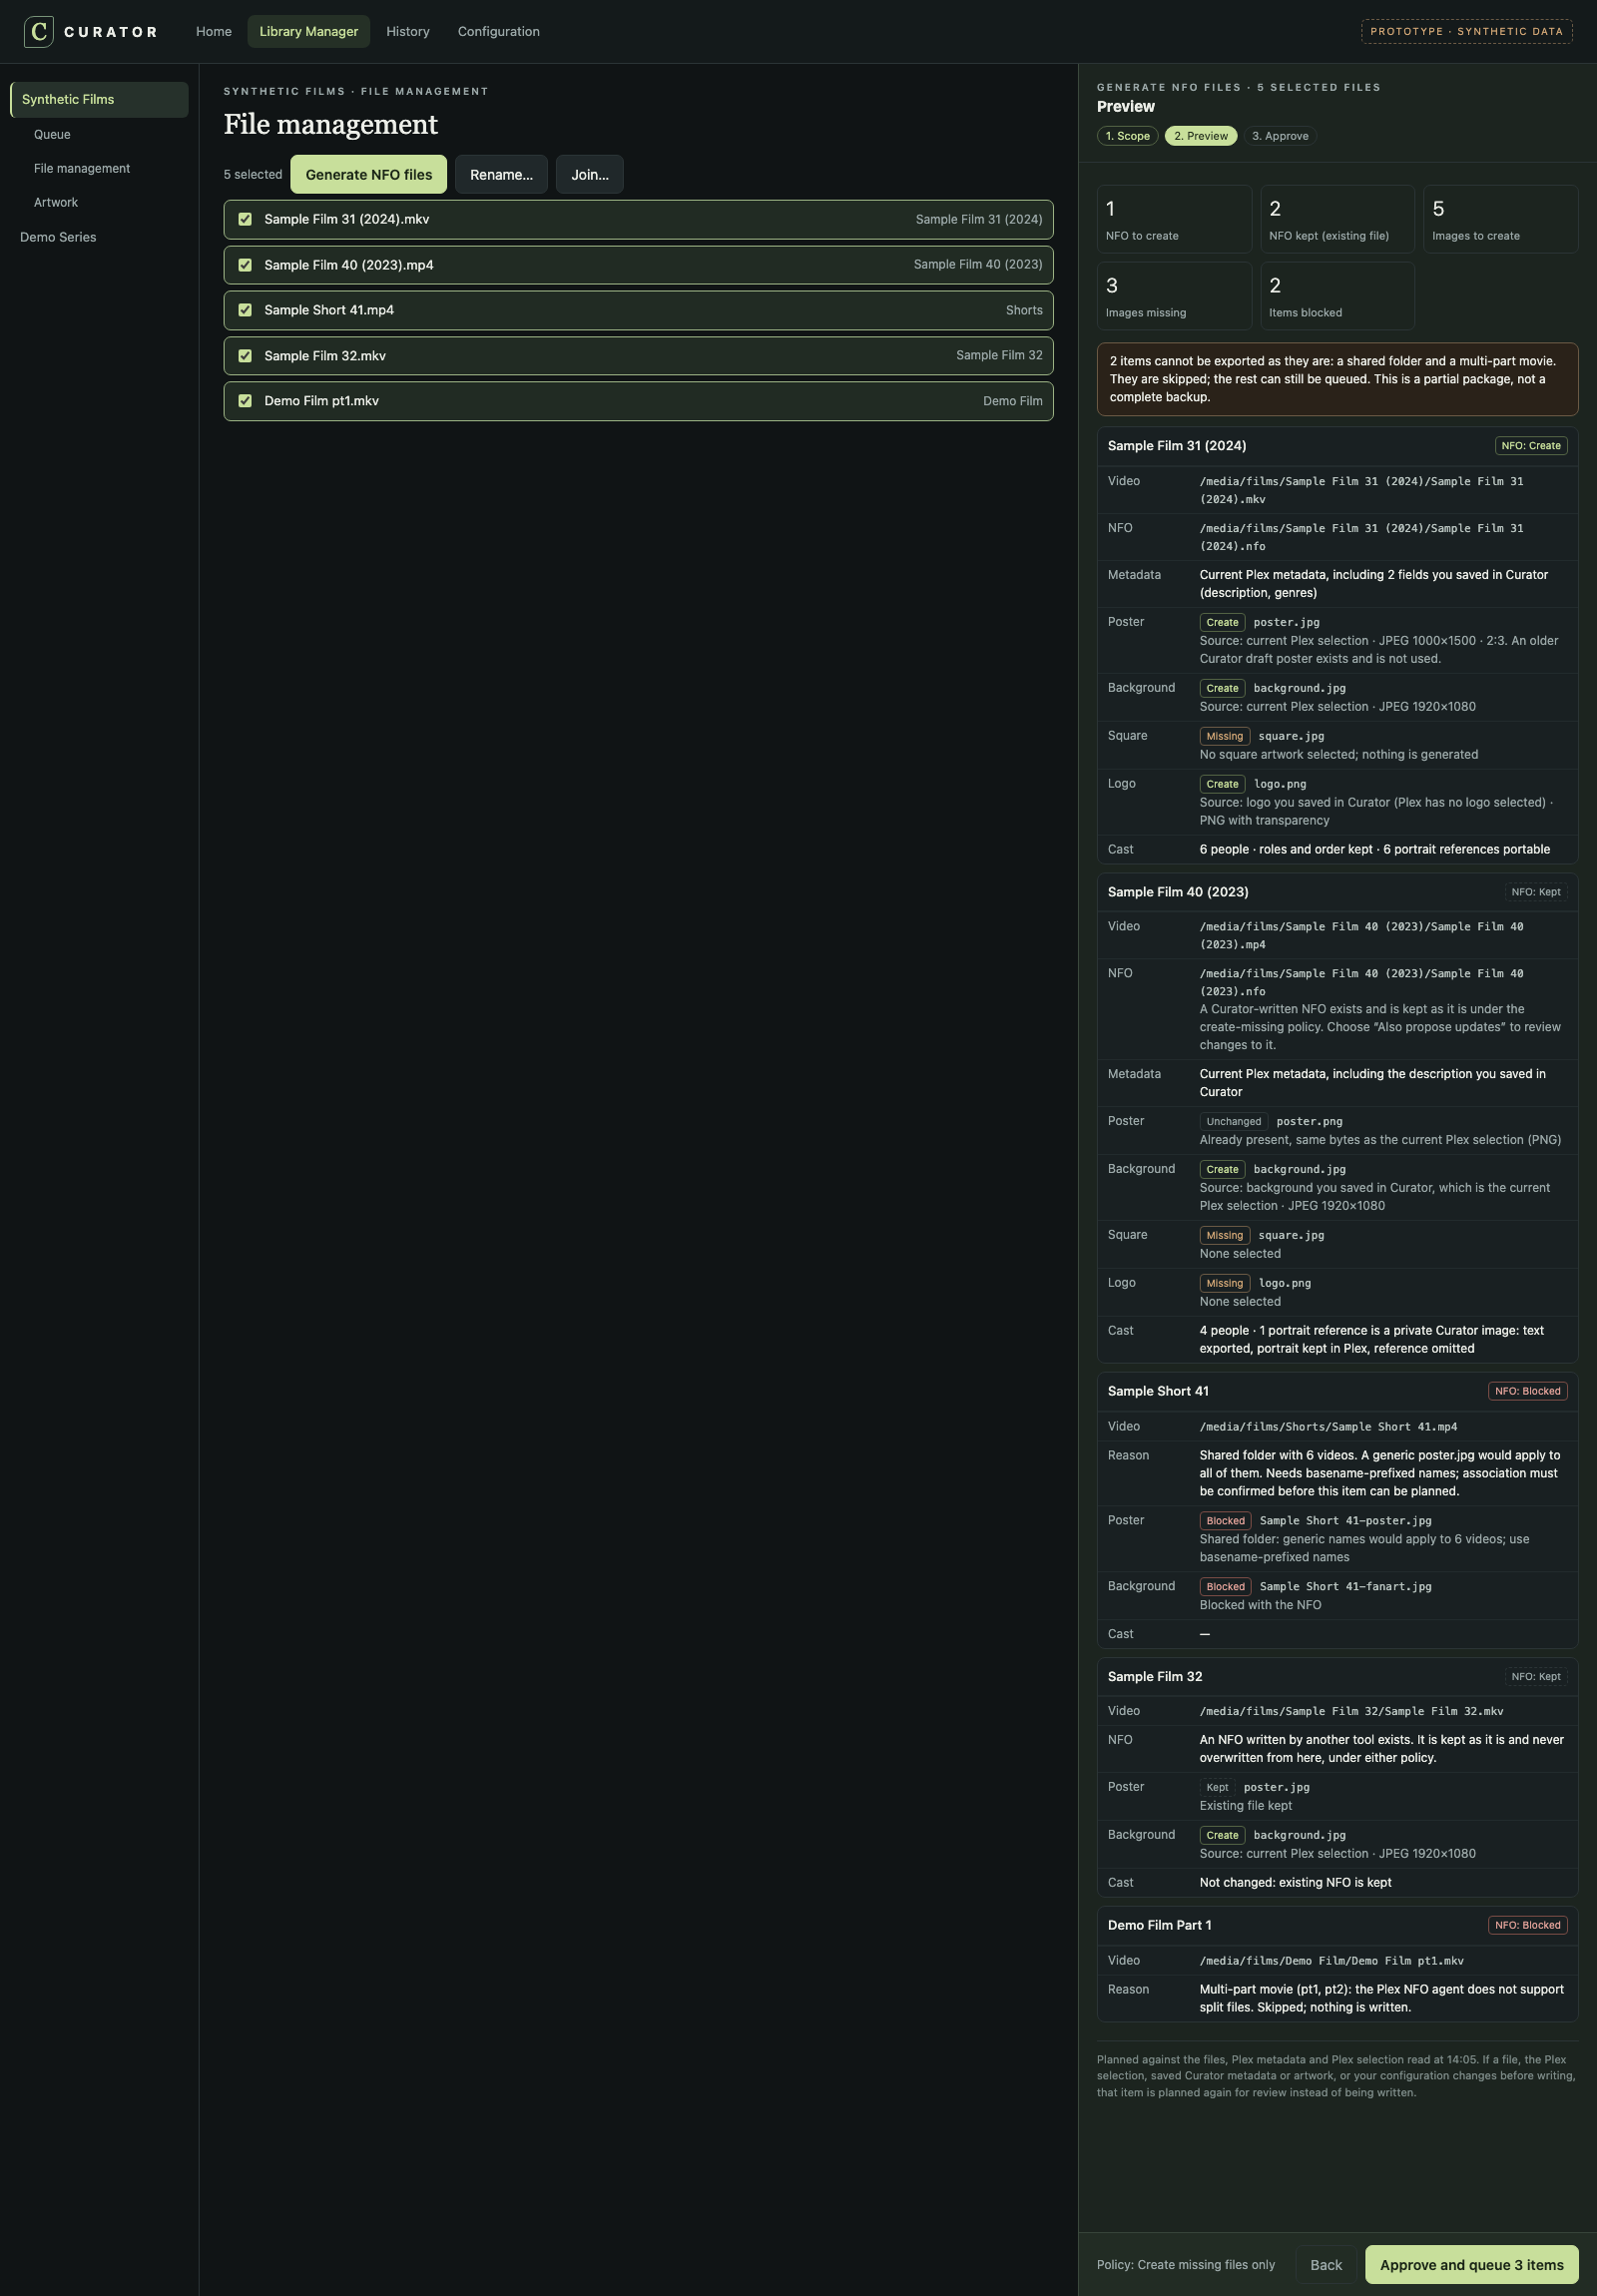 C CURATOR
Home
Library Manager
History
Configuration
PROTOTYPE · SYNTHETIC DATA
Synthetic Films
Queue
File management
Artwork
Demo Series
SYNTHETIC FILMS · FILE MANAGEMENT
File management
5 selected
Generate NFO files
Rename...
Join...
Sample Film 31 (2024).mkv
Sample Film 31 (2024)
Sample Film 40 (2023).mp4
Sample Film 40 (2023)
Sample Short 41.mp4
Shorts
Sample Film 32.mkv
Sample Film 32
Demo Film pt1.mkv
Demo Film
GENERATE NFO FILES · 5 SELECTED FILES
Preview
1. Scope
2. Preview
3. Approve
1
NFO to create
2
NFO kept (existing file)
5
Images to create
3
Images missing
2
Items blocked
2 items cannot be exported as they are: a shared folder and a multi-part movie.
They are skipped; the rest can still be queued. This is a partial package, not a
complete backup.
Sample Film 31 (2024)
NFO: Create
Video
/media/films/Sample Film 31 (2024)/Sample Film 31
(2024).mkv
NFO
/media/films/Sample Film 31 (2024)/Sample Film 31
(2024).nfo
Metadata
Current Plex metadata, including 2 fields you saved in Curator
(description, genres)
Poster
Create poster.jpg
Source: current Plex selection · JPEG 1000×1500 · 2:3. An older
Curator draft poster exists and is not used.
Background
Create background.jpg
Source: current Plex selection · JPEG 1920×1080
Square
Missing square.jpg
No square artwork selected; nothing is generated
Logo
Create logo.png
Source: logo you saved in Curator (Plex has no logo selected) ·
PNG with transparency
Cast
6 people · roles and order kept · 6 portrait references portable
Sample Film 40 (2023)
NFO: Kept
Video
/media/films/Sample Film 40 (2023)/Sample Film 40
(2023).mp4
NFO
/media/films/Sample Film 40 (2023)/Sample Film 40
(2023).nfo
A Curator-written NFO exists and is kept as it is under the
create-missing policy. Choose “Also propose updates” to review
changes to it.
Metadata
Current Plex metadata, including the description you saved in
Curator
Poster
Unchanged poster.png
Already present, same bytes as the current Plex selection (PNG)
Background
Create background.jpg
Source: background you saved in Curator, which is the current
Plex selection · JPEG 1920×1080
Square
Missing square.jpg
None selected
Logo
Missing logo.png
None selected
Cast
4 people · 1 portrait reference is a private Curator image: text
exported, portrait kept in Plex, reference omitted
Sample Short 41
NFO: Blocked
Video
/media/films/Shorts/Sample Short 41.mp4
Reason
Shared folder with 6 videos. A generic poster.jpg would apply to
all of them. Needs basename-prefixed names; association must
be confirmed before this item can be planned.
Poster
Blocked Sample Short 41-poster.jpg
Shared folder: generic names would apply to 6 videos; use
basename-prefixed names
Background
Blocked Sample Short 41-fanart.jpg
Blocked with the NFO
Cast
—
Sample Film 32
NFO: Kept
Video
/media/films/Sample Film 32/Sample Film 32.mkv
NFO
An NFO written by another tool exists. It is kept as it is and never
overwritten from here, under either policy.
Poster
Kept poster.jpg
Existing file kept
Background
Create background.jpg
Source: current Plex selection · JPEG 1920×1080
Cast
Not changed: existing NFO is kept
Demo Film Part 1
NFO: Blocked
Video
/media/films/Demo Film/Demo Film pt1.mkv
Reason
Multi-part movie (pt1, pt2): the Plex NFO agent does not support
split files. Skipped; nothing is written.
Planned against the files, Plex metadata and Plex selection read at 14:05. If a file, the Plex
selection, saved Curator metadata or artwork, or your configuration changes before writing,
that item is planned again for review instead of being written.
Policy: Create missing files only
Back
Approve and queue 3 items